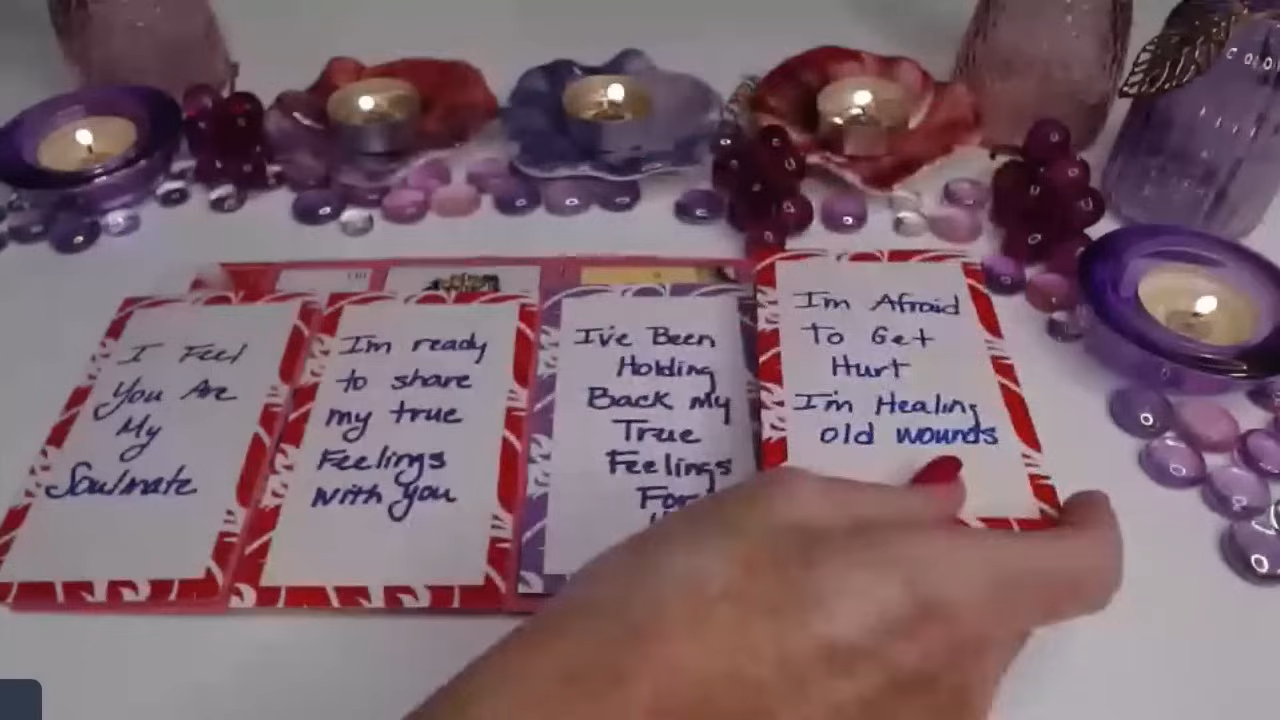 I Feel
You Are
My
Soulmate
I'm ready
to share
my true
Feelings
with you
I've Been
Holding
Back my
True
Feelings
For
I'm Afraid
To Get
Hurt
I'm Healing
old wounds